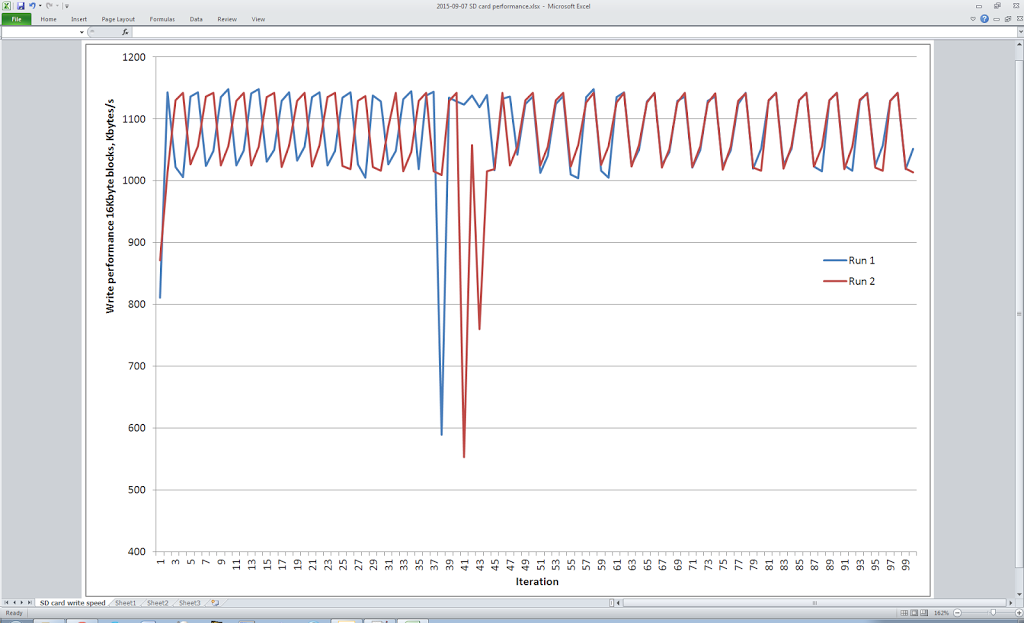 2015-09-07 SD card performance.xlsx - Microsoft Excel
File Home Insert Page Layout Formulas Data Review View
fx
Write performance 16Kbyte blocks, Kbytes/s
1200
1100
1000
900
800
700
600
500
400
Run 1
Run 2
1 3 5 7 9 11 13 15 17 19 21 23 25 27 29 31 33 35 37 39 41 43 45 47 49 51 53 55 57 59 61 63 65 67 69 71 73 75 77 79 81 83 85 87 89 91 93 95 97 99
Iteration
SD card write speed Sheet1 Sheet2 Sheet3
Ready
162%